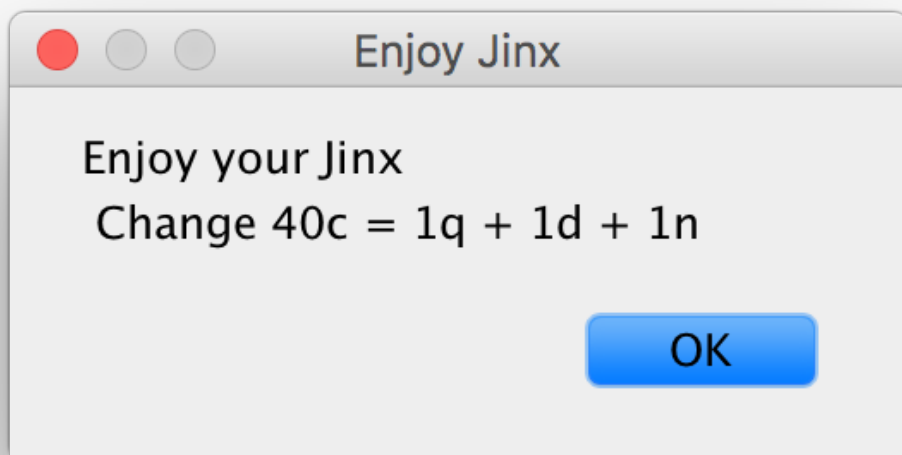 Enjoy Jinx
Enjoy your Jinx
Change 40c = 1q + 1d + 1n
OK